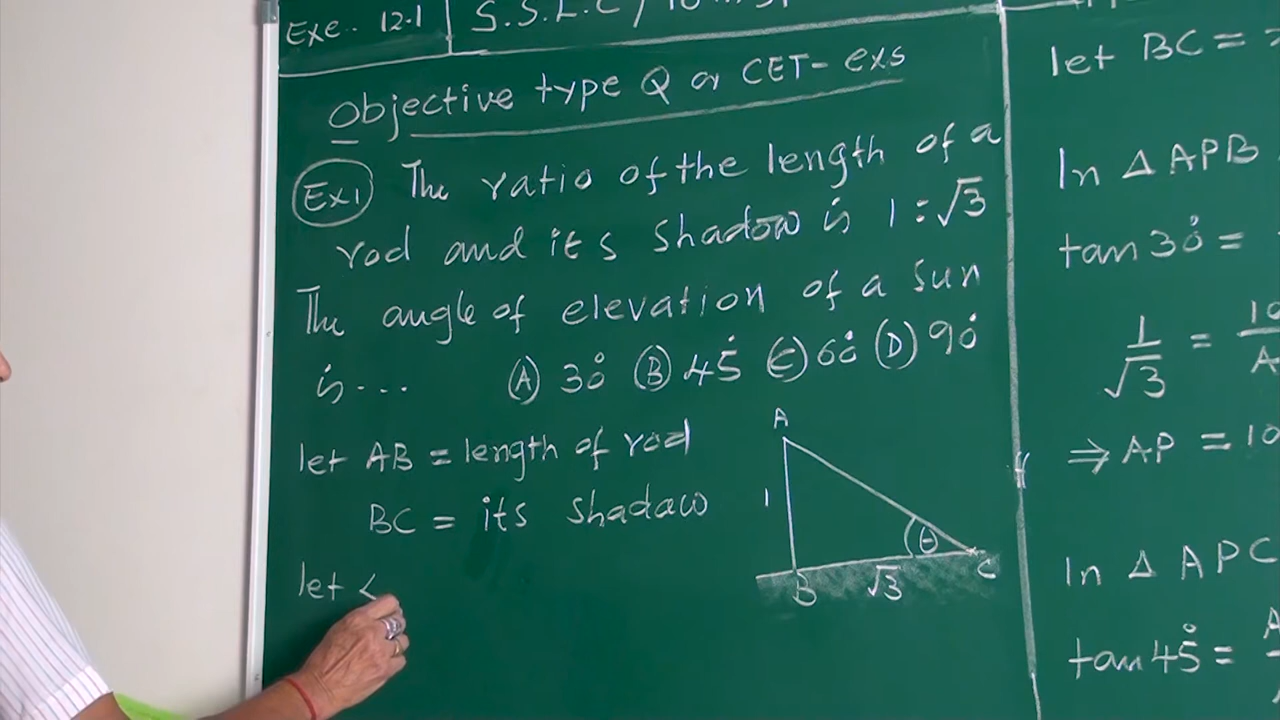 Exe.. 12.1
S.S.L.C /
Objective type Q or CET- exs
Ex1 The ratio of the length of a
rod and its shadow is 1 : √3
The angle of elevation of a sun
is... (A) 30° (B) 45° (C) 60° (D) 90°
let AB = length of rod
BC = its shadaw
let <
A
1
θ
B
√3
C
let BC =
In Δ APB
tan 30° =
1/√3 = 10/A
⇒ AP = 10
In Δ APC
tan 45° = A